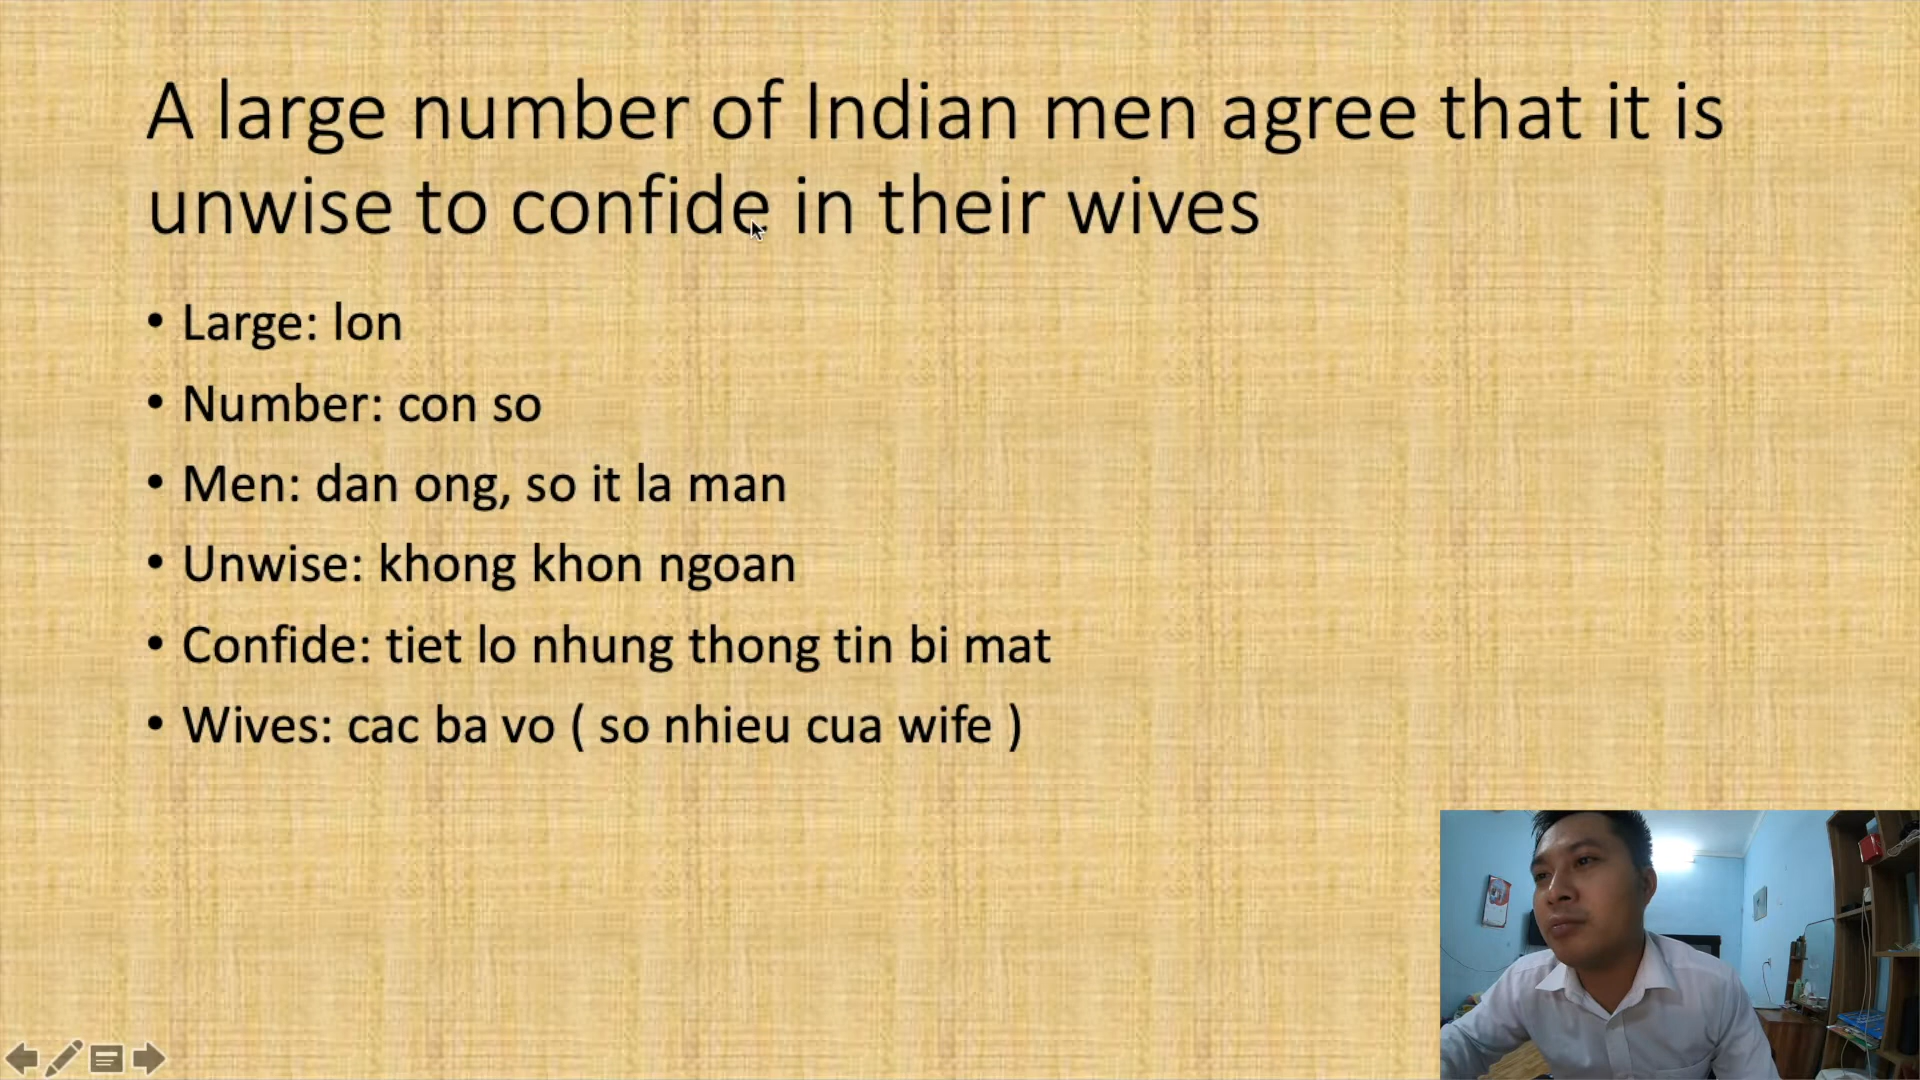 A large number of Indian men agree that it is
unwise to confide in their wives
• Large: lon
• Number: con so
• Men: dan ong, so it la man
• Unwise: khong khon ngoan
• Confide: tiet lo nhung thong tin bi mat
• Wives: cac ba vo ( so nhieu cua wife )